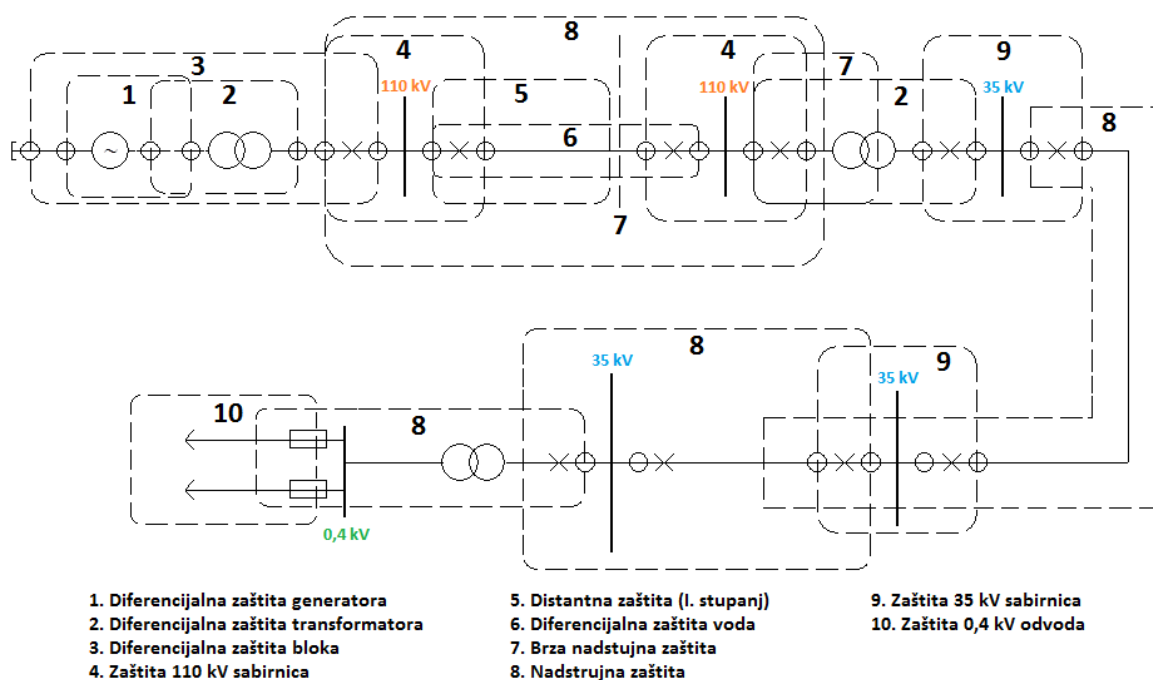 8
4
4
9
3
7
110 kV
110 kV
35 kV
1
2
5
2
8
6
~
7
8
35 kV
9
35 kV
10
8
0,4 kV
1. Diferencijalna zaštita generatora
2. Diferencijalna zaštita transformatora
3. Diferencijalna zaštita bloka
4. Zaštita 110 kV sabirnica
5. Distantna zaštita (I. stupanj)
6. Diferencijalna zaštita voda
7. Brza nadstujna zaštita
8. Nadstrujna zaštita
9. Zaštita 35 kV sabirnica
10. Zaštita 0,4 kV odvoda